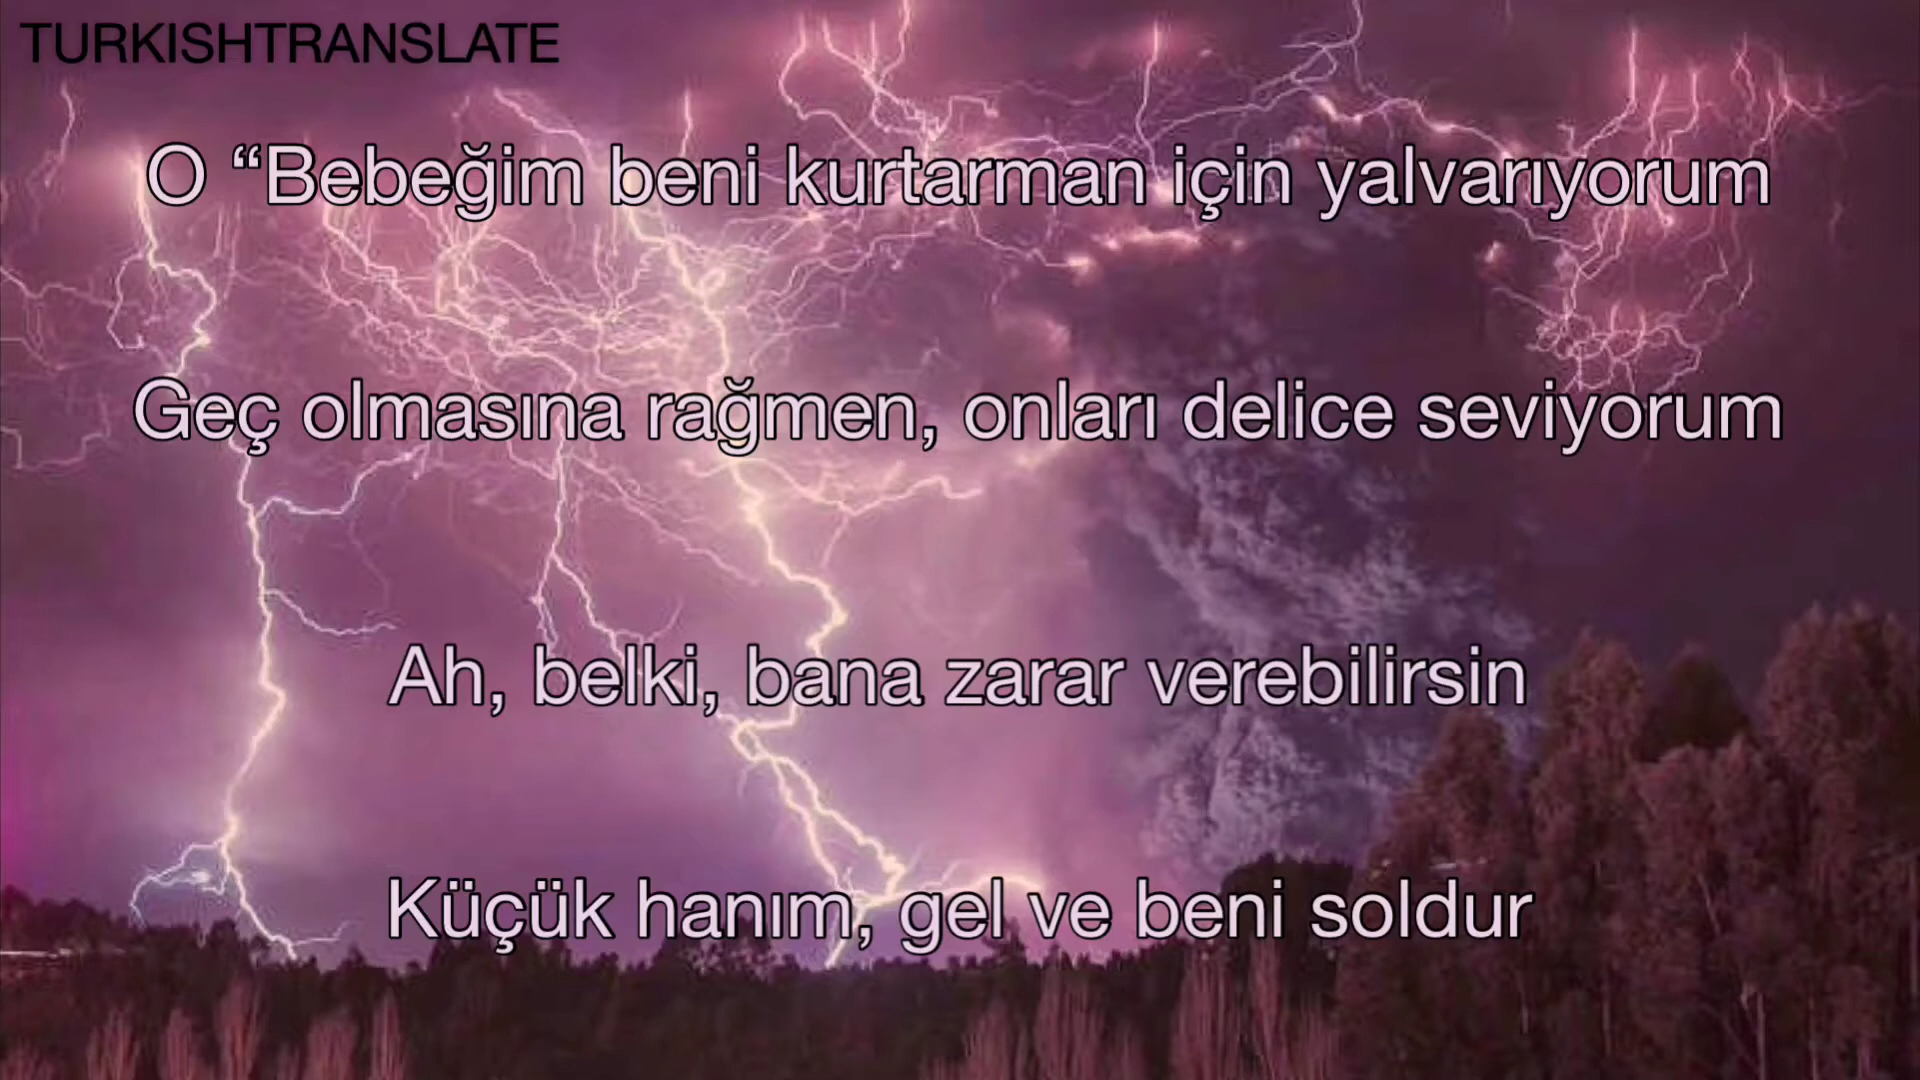 TURKISHTRANSLATE
O “Bebeğim beni kurtarman için yalvarıyorum
Geç olmasına rağmen, onları delice seviyorum
Ah, belki, bana zarar verebilirsin
Küçük hanım, gel ve beni soldur